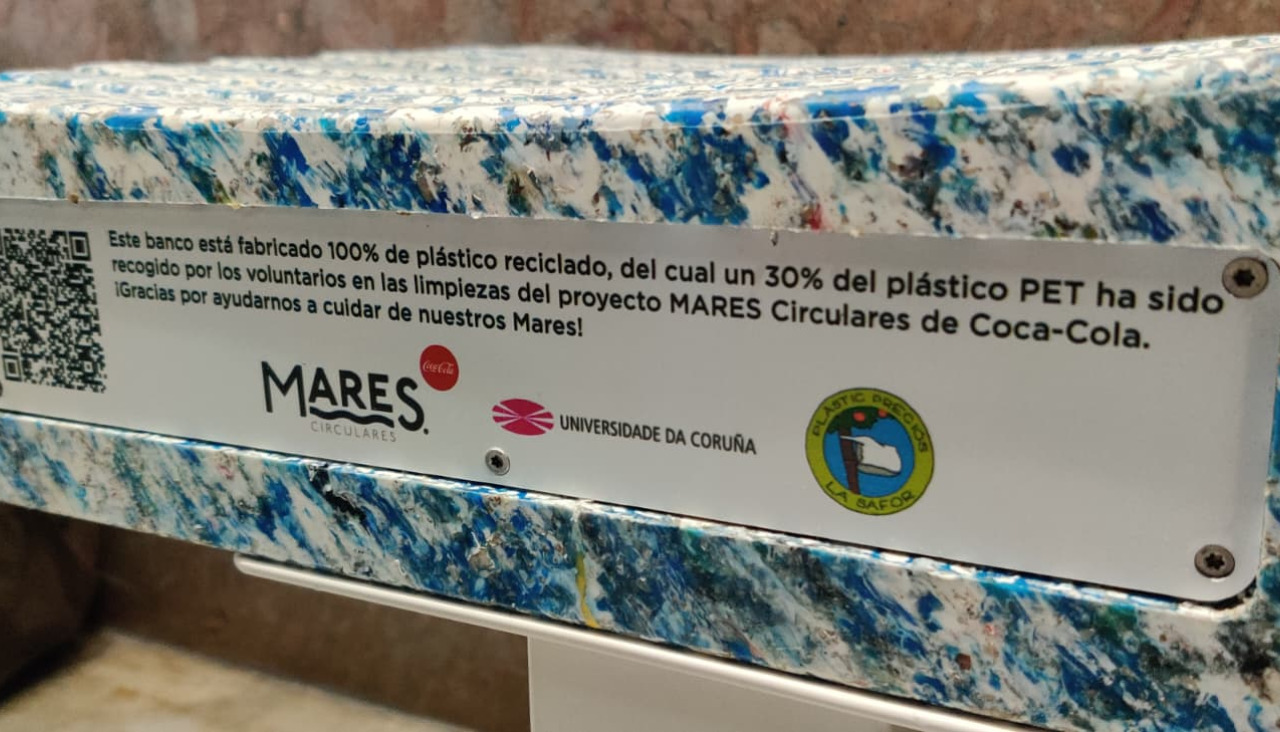 Este banco está fabricado 100% de plástico reciclado, del cual un 30% del plástico PET ha sido
recogido por los voluntarios en las limpiezas del proyecto MARES Circulares de Coca-Cola.
¡Gracias por ayudarnos a cuidar de nuestros Mares!
Coca-Cola
MARES.
CIRCULARES
UNIVERSIDADE DA CORUÑA
PLÀSTIC PRECIÓS
LA SAFOR